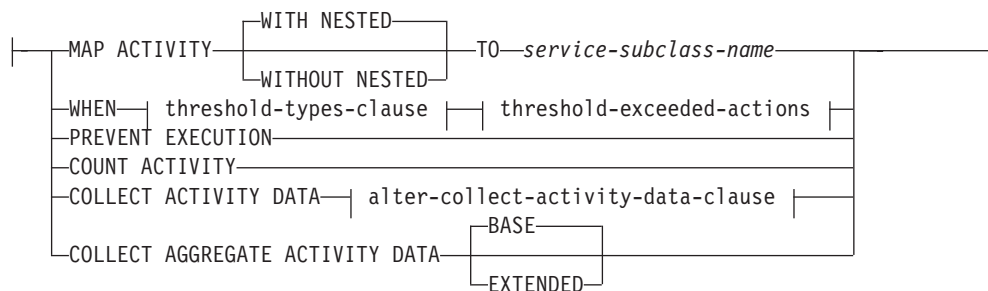 WITH NESTED
MAP ACTIVITY TO service-subclass-name
WITHOUT NESTED
WHEN threshold-types-clause threshold-exceeded-actions
PREVENT EXECUTION
COUNT ACTIVITY
COLLECT ACTIVITY DATA alter-collect-activity-data-clause
BASE
COLLECT AGGREGATE ACTIVITY DATA
EXTENDED